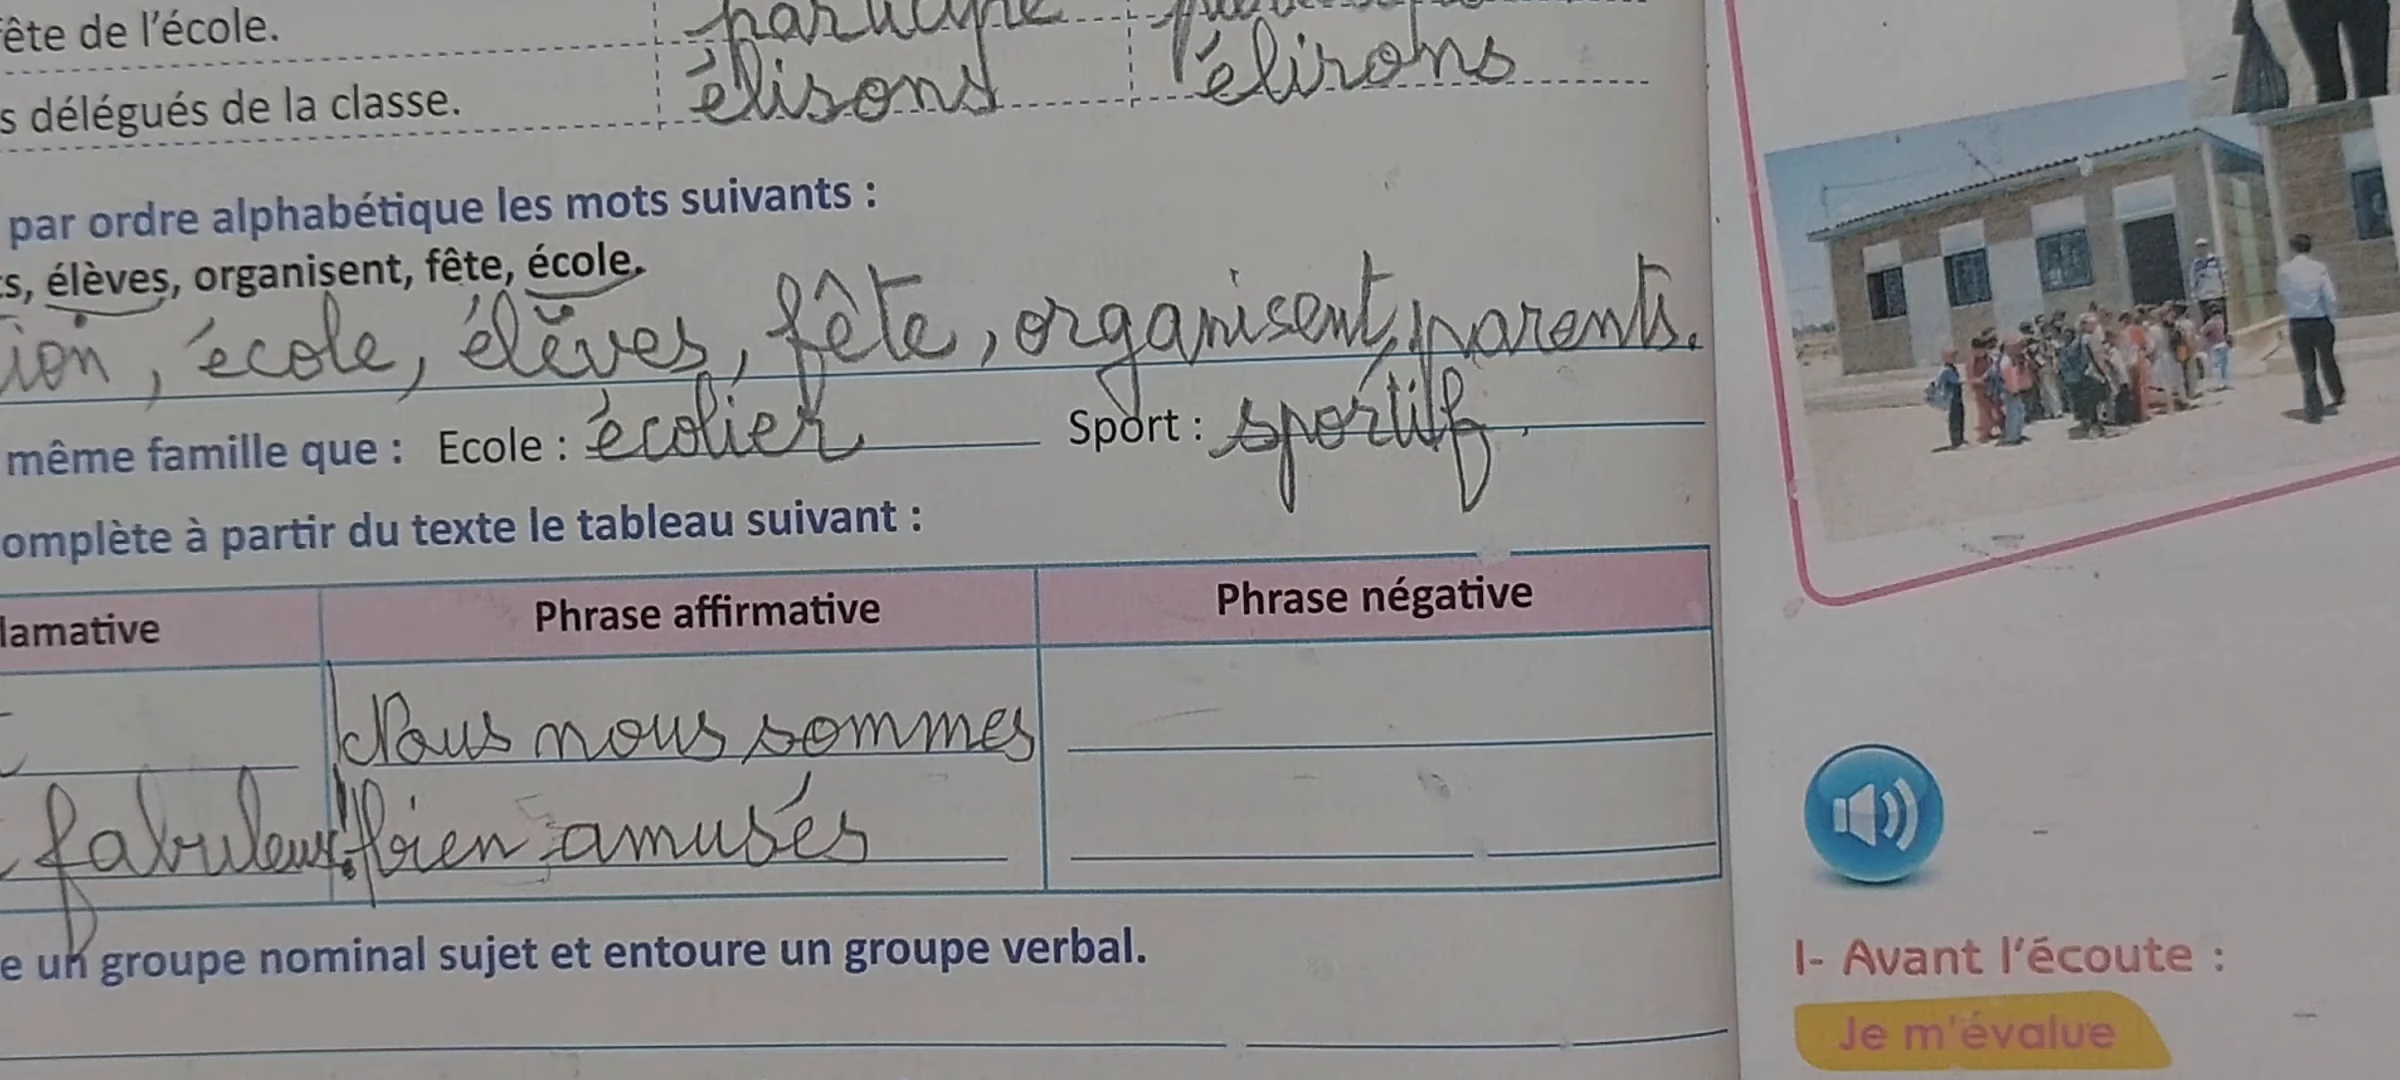 ête de l'école.
participe
s délégués de la classe.
élisons
élirons
par ordre alphabétique les mots suivants :
s, élèves, organisent, fête, école.
ion, école, élèves, fête, organisent, parents.
même famille que : Ecole : écolier Sport : sportif
omplète à partir du texte le tableau suivant :
lamative Phrase affirmative Phrase négative
Nous nous sommes
fabuleux! bien amusés
e un groupe nominal sujet et entoure un groupe verbal.
I- Avant l'écoute :
Je m'évalue